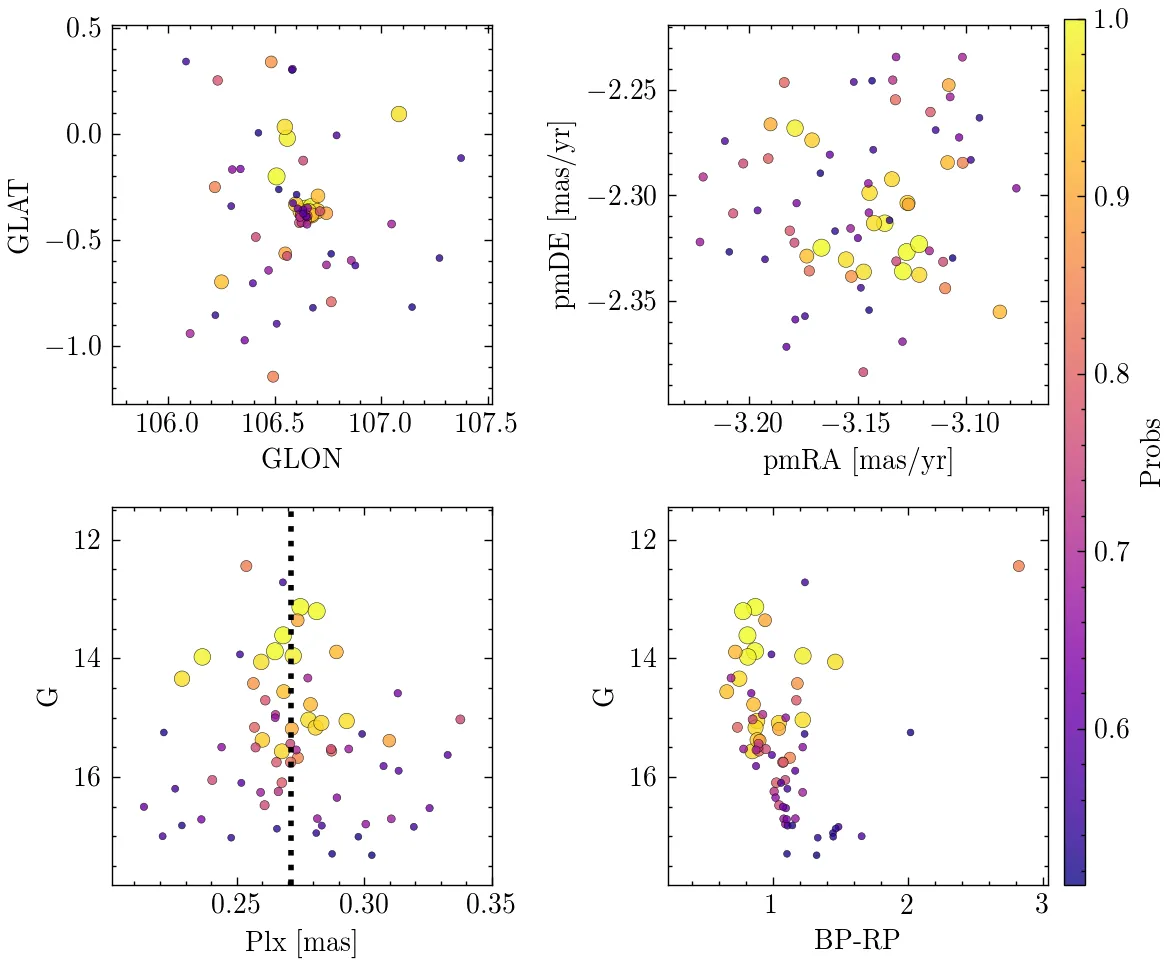 0.5
0.0
−0.5
−1.0
GLAT
106.0 106.5 107.0 107.5
GLON
−2.25
−2.30
−2.35
pmDE [mas/yr]
−3.20 −3.15 −3.10
pmRA [mas/yr]
12
14
16
G
0.25 0.30 0.35
Plx [mas]
12
14
16
G
1 2 3
BP-RP
1.0
0.9
0.8
0.7
0.6
Probs